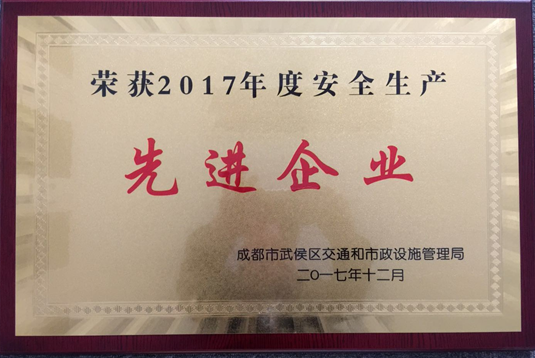 荣获2017年度安全生产
先进企业
成都市武侯区交通和市政设施管理局
二〇一七年十二月